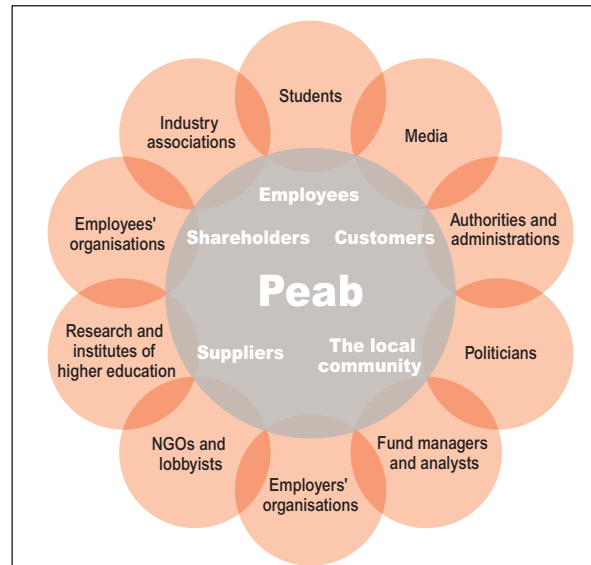 Students
Industry
associations
Media
Employees
Employees'
organisations
Shareholders
Customers
Authorities and
administrations
Peab
Research and
institutes of
higher education
Suppliers
The local
community
Politicians
NGOs and
lobbyists
Fund managers
and analysts
Employers'
organisations